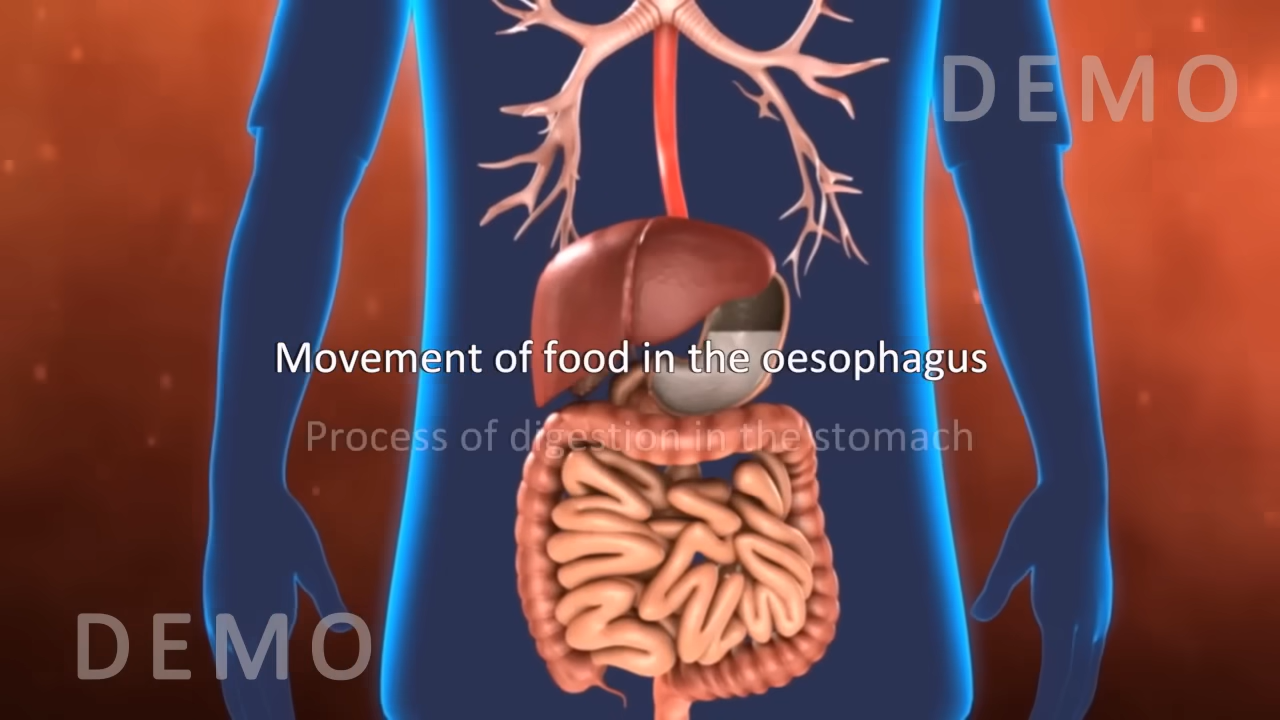 DEMO
Movement of food in the oesophagus
Process of digestion in the stomach
DEMO